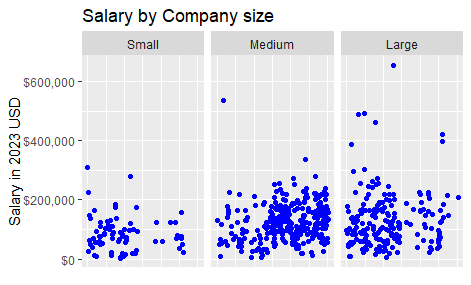 Salary by Company size
Small
Medium
Large
Salary in 2023 USD
$600,000
$400,000
$200,000
$0